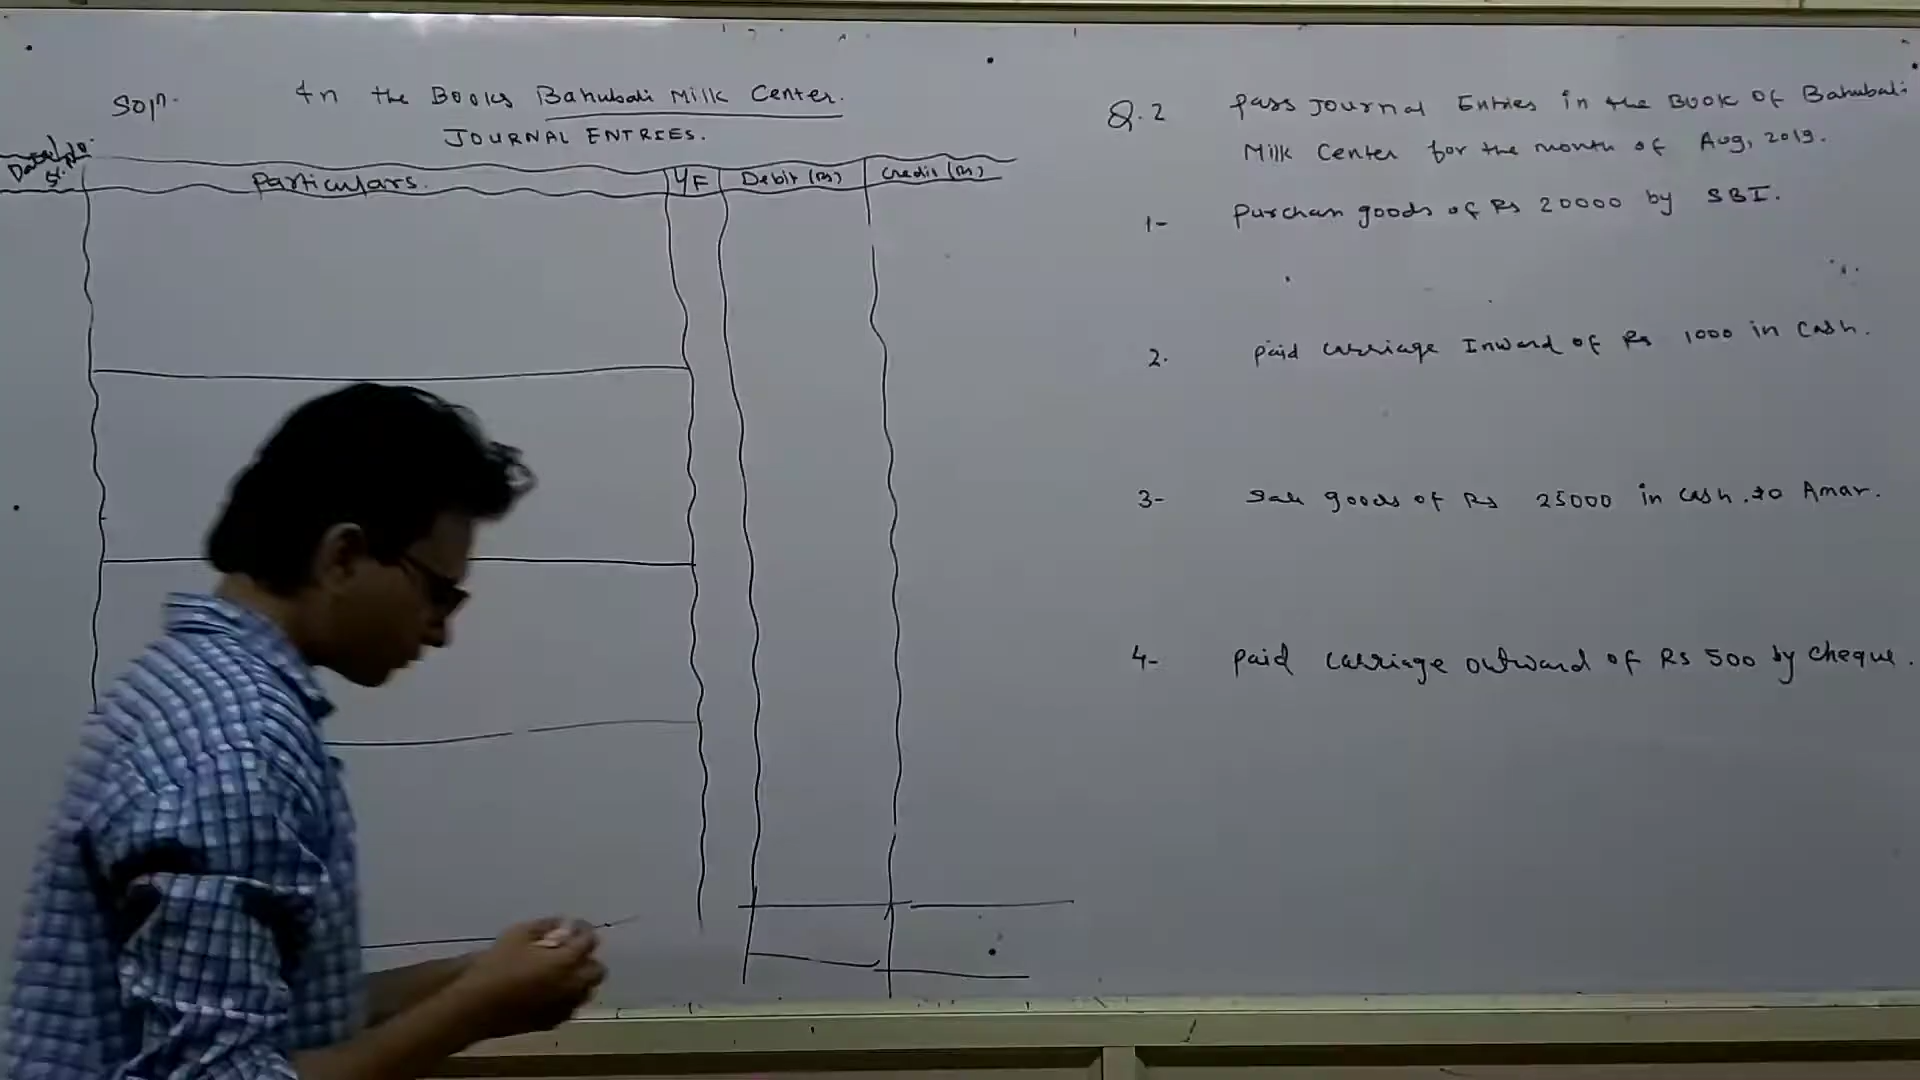 Soln.
In the Books Bahubali Milk Center.
JOURNAL ENTRIES.
Particulars.
L/F
Debit (Rs)
Credit (Rs)
Q.2 Pass Journal Entries in the Book of Bahubali
Milk Center for the month of Aug, 2019.
1- Purchase goods of Rs 20000 by SBI.
2. Paid carriage Inward of Rs 1000 in Cash.
3- Sale goods of Rs 25000 in cash to Amar.
4- Paid carriage outward of Rs 500 by cheque.